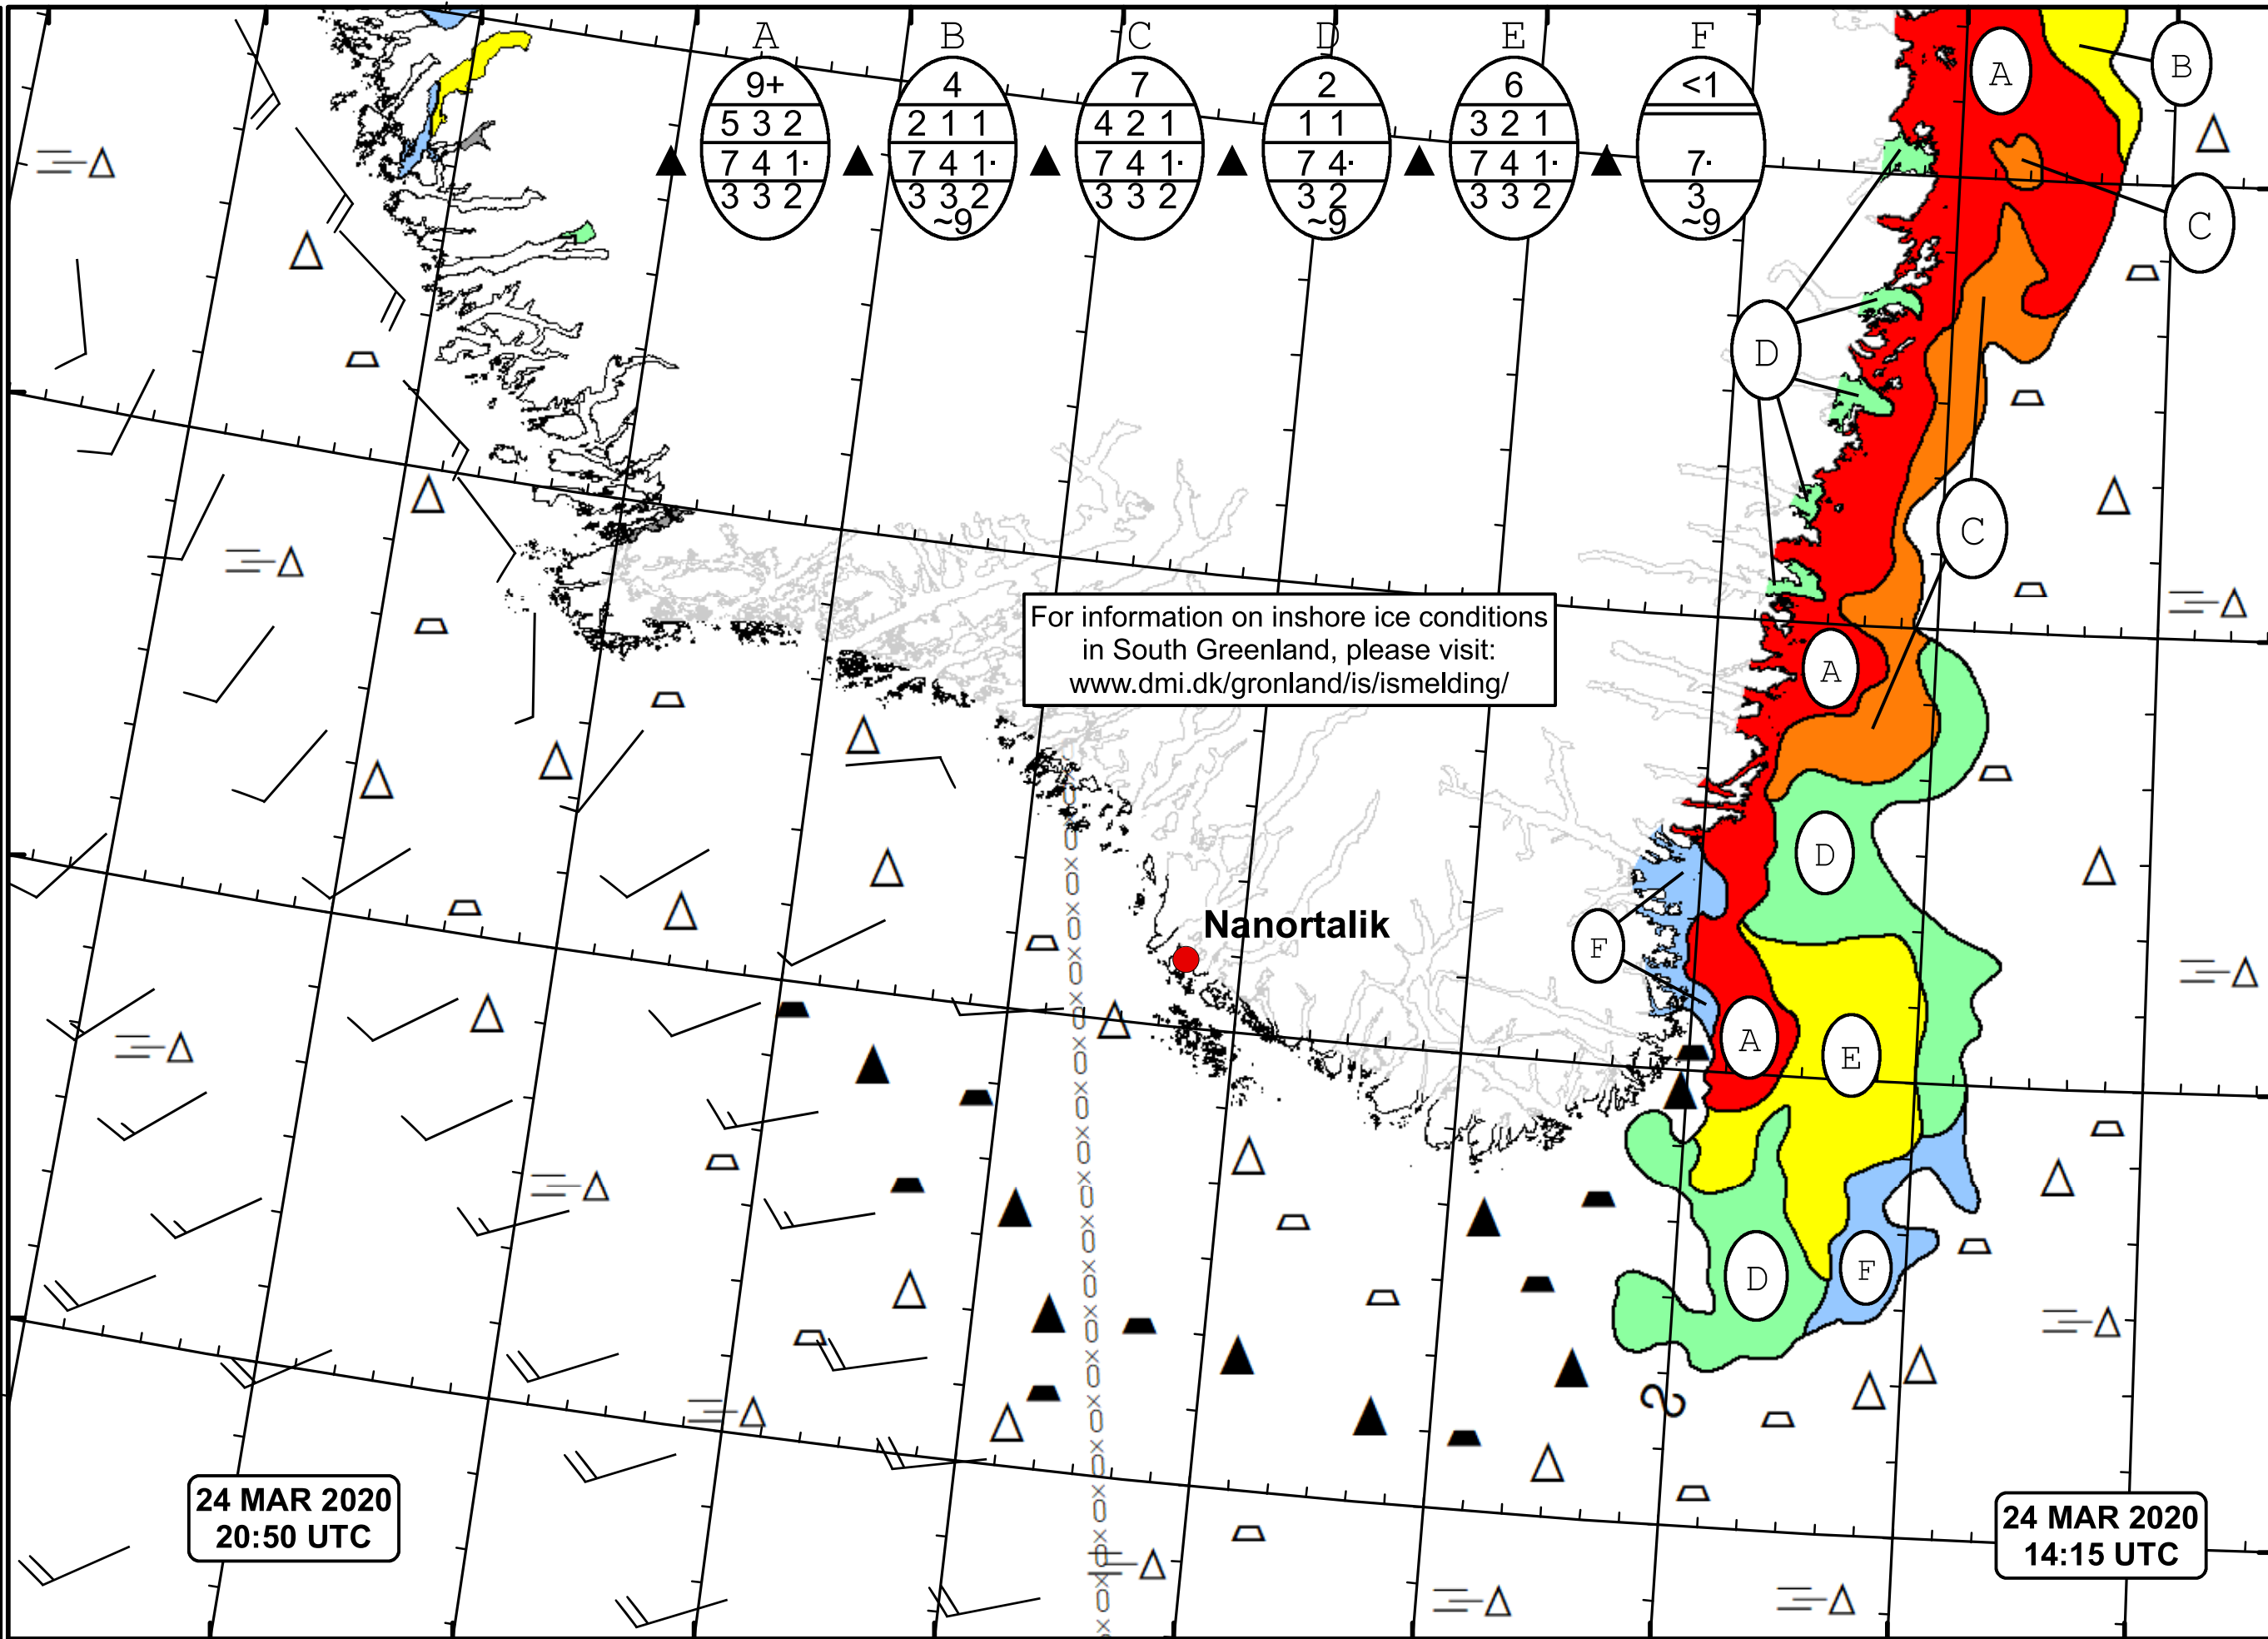 A B C D E F
9+ 4 7 2 6 <1
5 3 2 2 1 1 4 2 1 1 1 3 2 1
7 4 1· 7 4 1· 7 4 1· 7 4· 7 4 1· 7·
3 3 2 3 3 2 3 3 2 3 2 3 3 2 3
~9 ~9 ~9
A
B
C
D
C
For information on inshore ice conditions
in South Greenland, please visit:
www.dmi.dk/gronland/is/ismelding/
A
D
Nanortalik
F
A
E
D
F
24 MAR 2020
20:50 UTC
24 MAR 2020
14:15 UTC